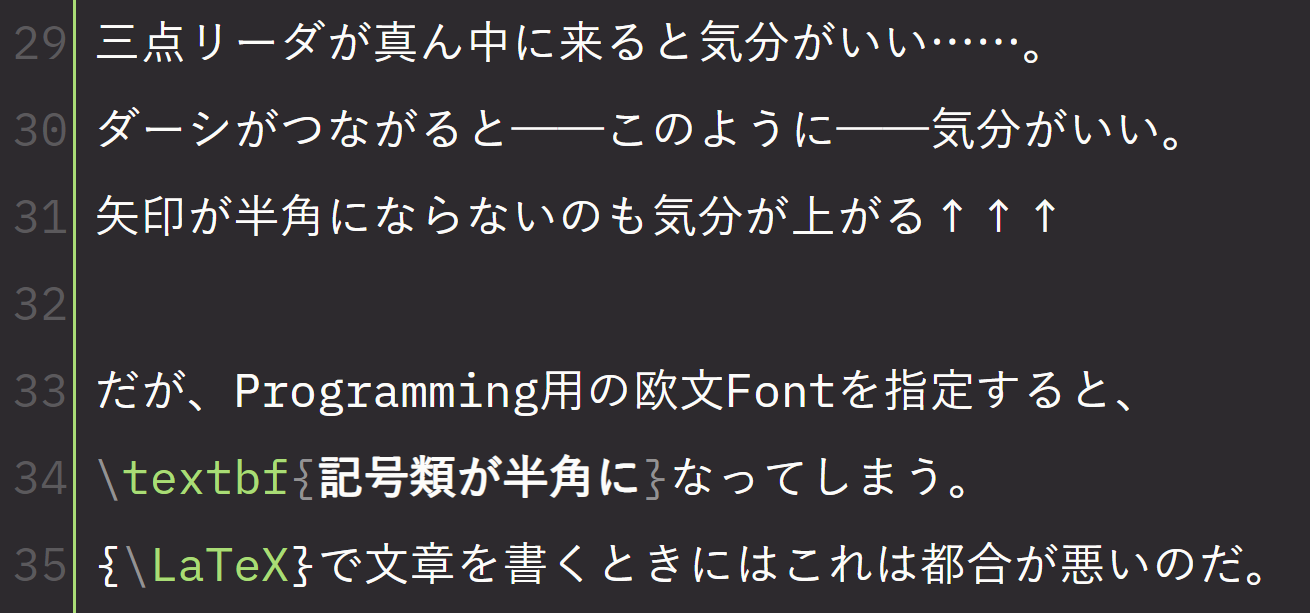 29 三点リーダが真ん中に来ると気分がいい……。
30 ダーシがつながると――このように――気分がいい。
31 矢印が半角にならないのも気分が上がる↑↑↑
32
33 だが、Programming用の欧文Fontを指定すると、
34 \textbf{記号類が半角に}なってしまう。
35 {\LaTeX}で文章を書くときにはこれは都合が悪いのだ。